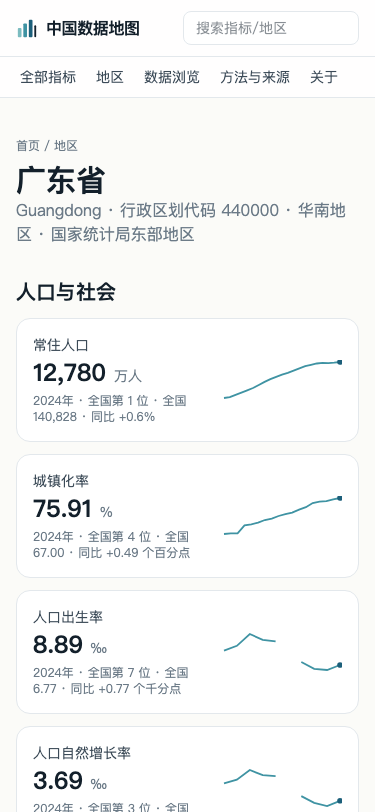 中国数据地图
搜索指标/地区
全部指标 地区 数据浏览 方法与来源 关于
首页 / 地区
广东省
Guangdong · 行政区划代码 440000 · 华南地
区 · 国家统计局东部地区
人口与社会
常住人口
12,780 万人
2024年 · 全国第 1 位 · 全国
140,828 · 同比 +0.6%
城镇化率
75.91 %
2024年 · 全国第 4 位 · 全国
67.00 · 同比 +0.49 个百分点
人口出生率
8.89 ‰
2024年 · 全国第 7 位 · 全国
6.77 · 同比 +0.77 个千分点
人口自然增长率
3.69 ‰
2024年 · 全国第 3 位 · 全国